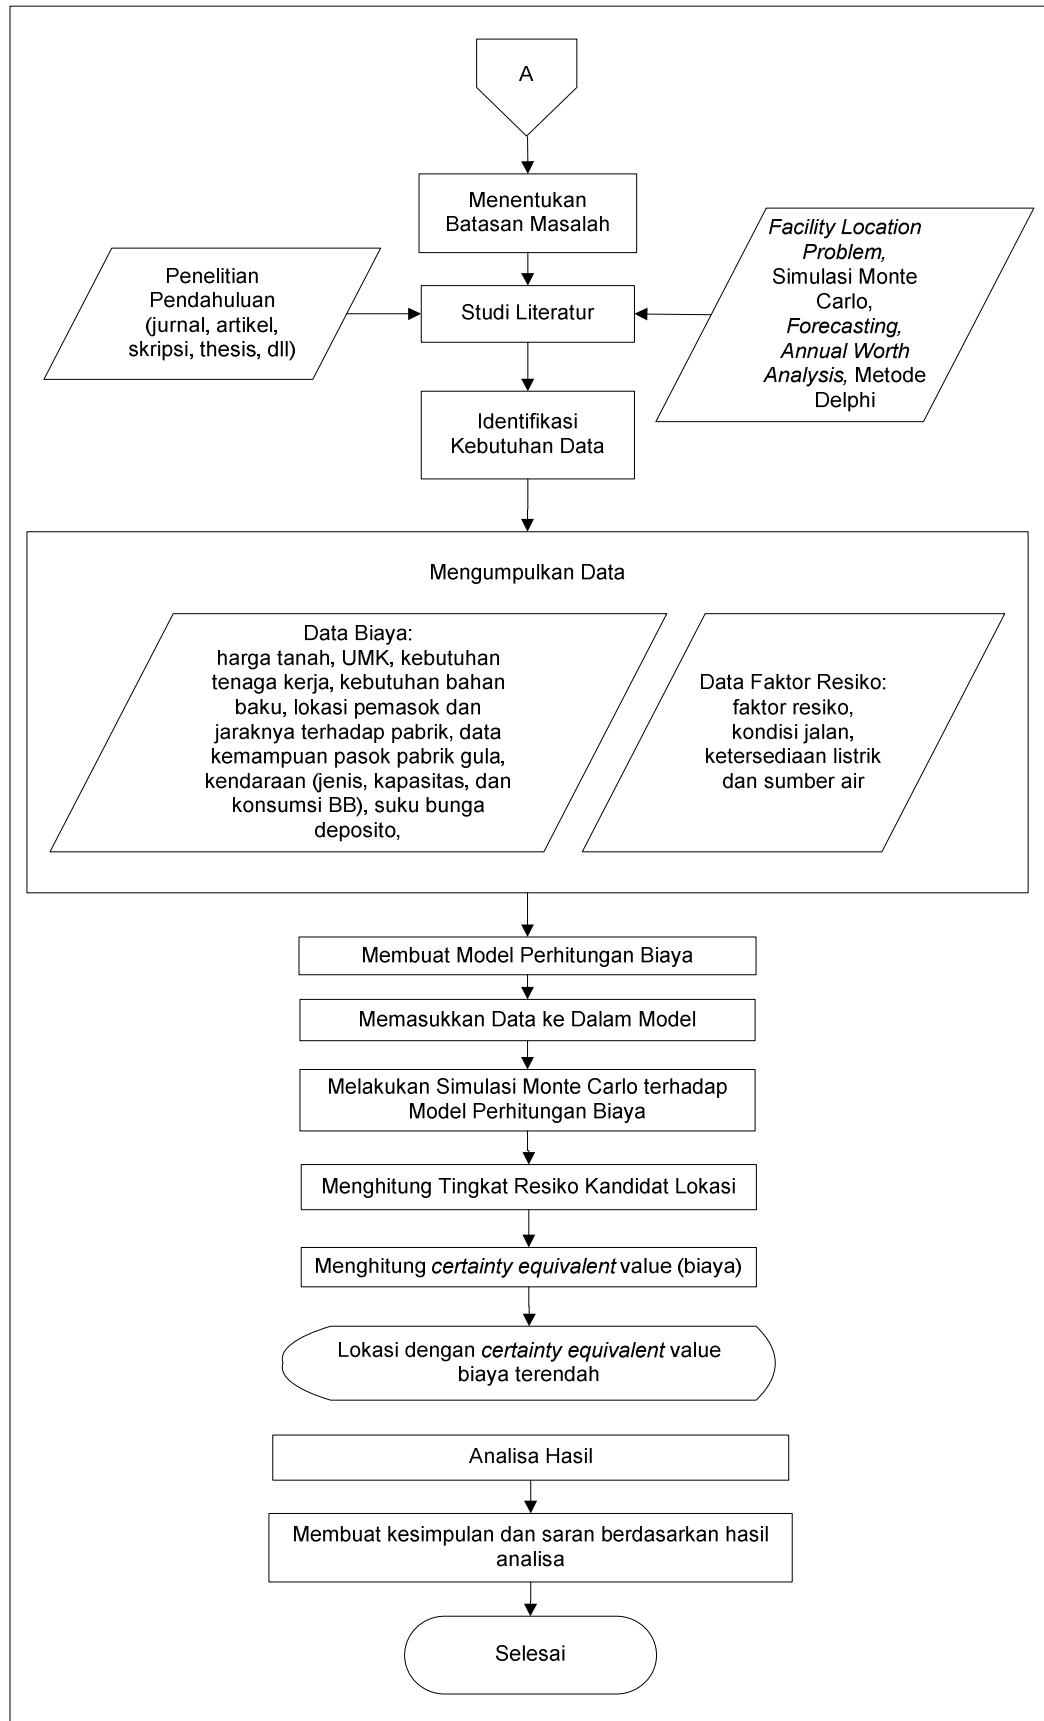 A
Menentukan
Batasan Masalah
Penelitian
Pendahuluan
(jurnal, artikel,
skripsi, thesis, dll)
Studi Literatur
Facility Location
Problem,
Simulasi Monte
Carlo,
Forecasting,
Annual Worth
Analysis, Metode
Delphi
Identifikasi
Kebutuhan Data
Mengumpulkan Data
Data Biaya:
harga tanah, UMK, kebutuhan
tenaga kerja, kebutuhan bahan
baku, lokasi pemasok dan
jaraknya terhadap pabrik, data
kemampuan pasok pabrik gula,
kendaraan (jenis, kapasitas, dan
konsumsi BB), suku bunga
deposito,
Data Faktor Resiko:
faktor resiko,
kondisi jalan,
ketersediaan listrik
dan sumber air
Membuat Model Perhitungan Biaya
Memasukkan Data ke Dalam Model
Melakukan Simulasi Monte Carlo terhadap
Model Perhitungan Biaya
Menghitung Tingkat Resiko Kandidat Lokasi
Menghitung certainty equivalent value (biaya)
Lokasi dengan certainty equivalent value
biaya terendah
Analisa Hasil
Membuat kesimpulan dan saran berdasarkan hasil
analisa
Selesai